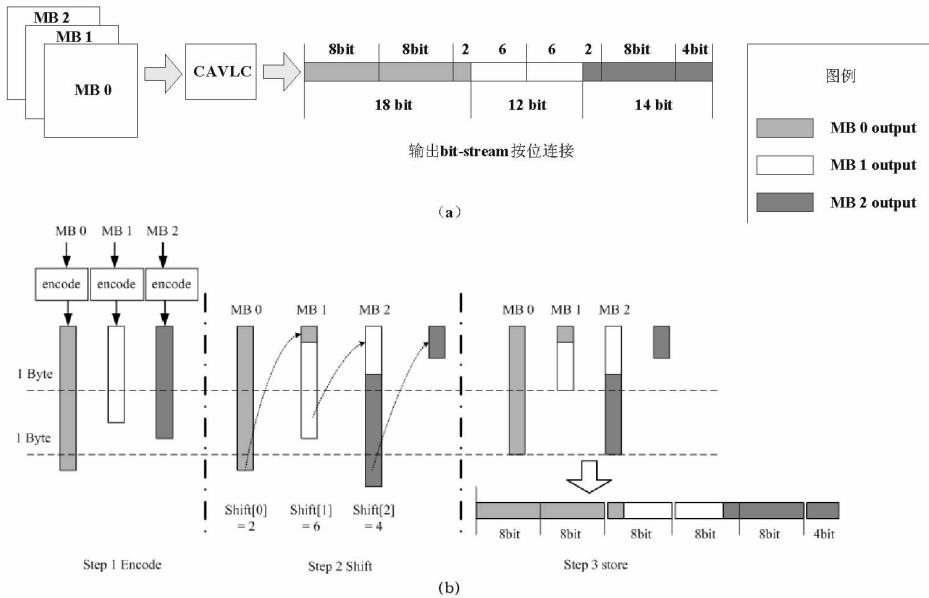 MB 2
MB 1
MB 0
CAVLC
8bit 8bit 2 6 6 2 8bit 4bit
18 bit 12 bit 14 bit
输出bit-stream按位连接
(a)
图例
MB 0 output
MB 1 output
MB 2 output
MB 0 MB 1 MB 2
encode encode encode
1 Byte
1 Byte
Step 1 Encode
MB 0 MB 1 MB 2
Shift[0] = 2
Shift[1] = 6
Shift[2] = 4
Step 2 Shift
MB 0 MB 1 MB 2
8bit 8bit 8bit 8bit 8bit 4bit
Step 3 store
(b)